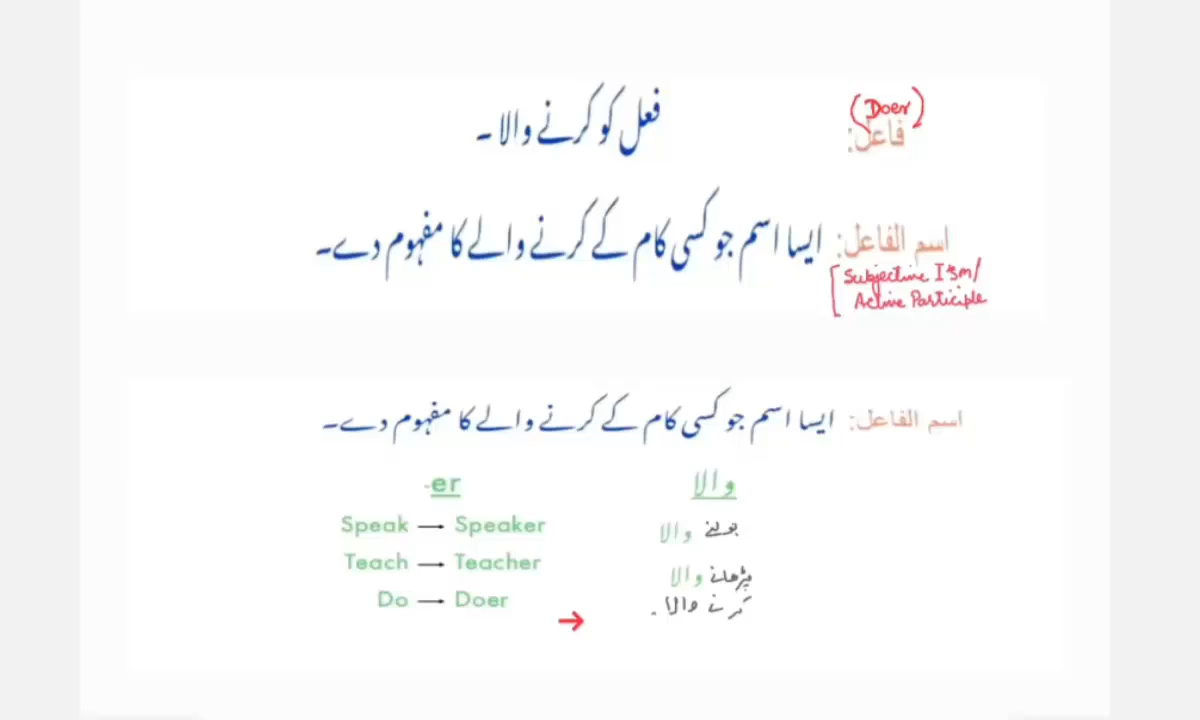 (Doer)
فاعل: فعل کو کرنے والا۔
اسم الفاعل: ایسا اسم جو کسی کام کے کرنے والے کا مفہوم دے۔
[Subjective Ism/
Active Participle
اسم الفاعل: ایسا اسم جو کسی کام کے کرنے والے کا مفہوم دے۔
والا -er
بولنے والا Speak → Speaker
پڑھانے والا Teach → Teacher
کرنے والا۔ Do → Doer
→